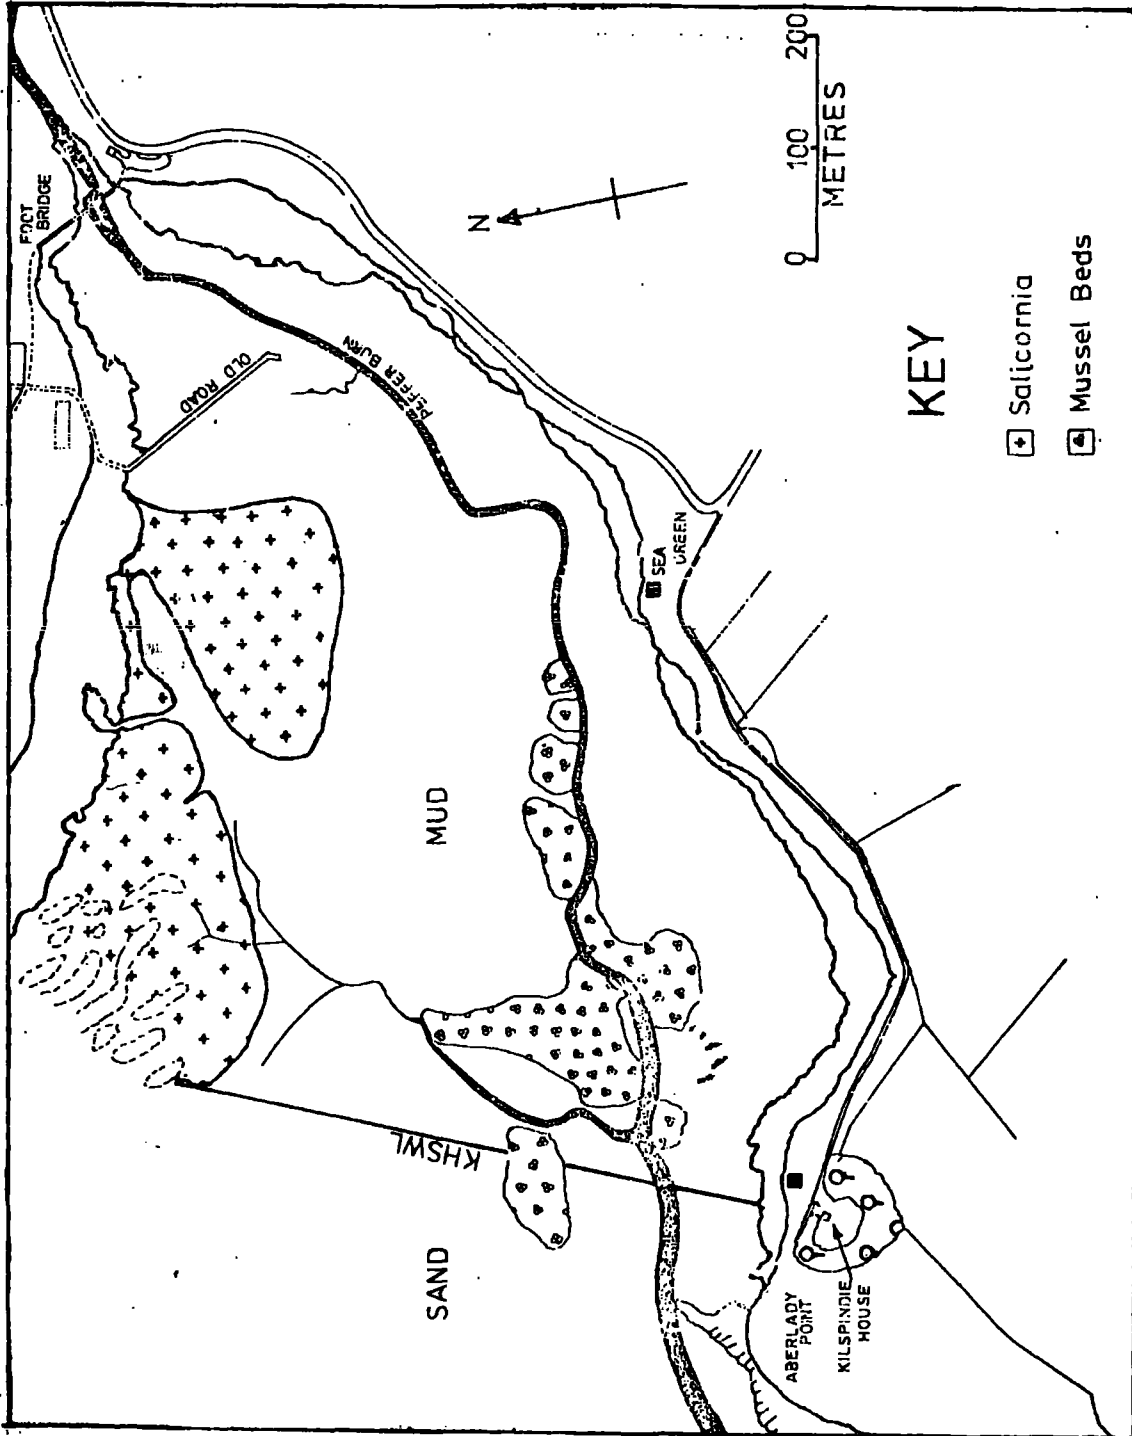 FOOT
BRIDGE
OLD ROAD
PEFFER BURN
N
0 100 200
METRES
SEA
GREEN
MUD
KHSWL
SAND
ABERLADY
POINT
KILSPINDIE
HOUSE
KEY
Salicornia
Mussel Beds